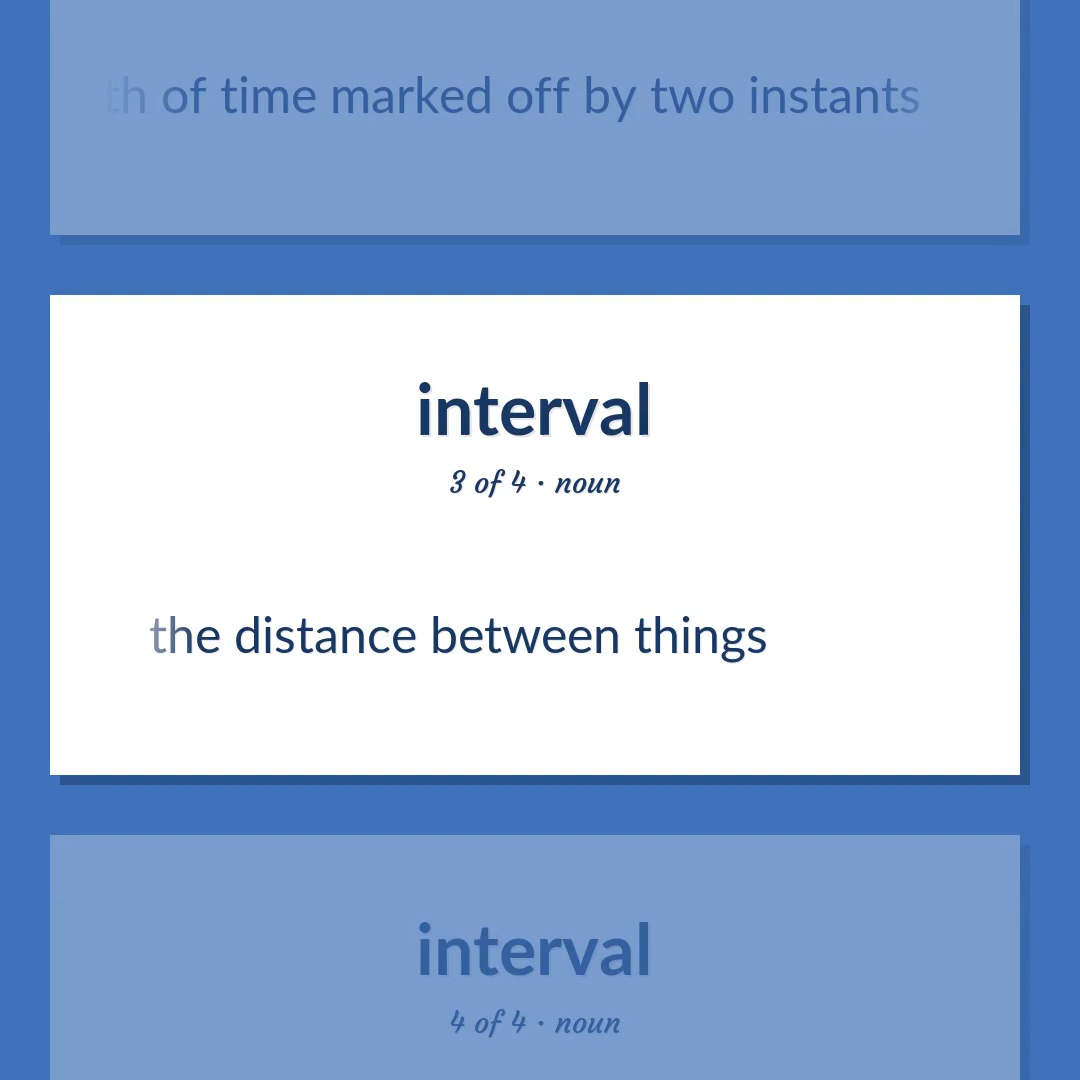 th of time marked off by two instants
interval
3 of 4 · noun
the distance between things
interval
4 of 4 · noun